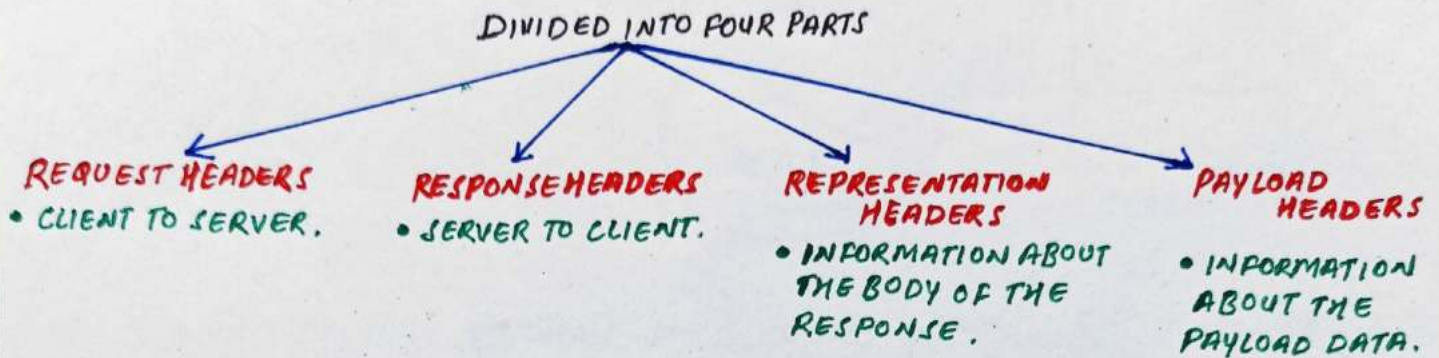 DIVIDED INTO FOUR PARTS
REQUEST HEADERS
• CLIENT TO SERVER.
RESPONSE HEADERS
• SERVER TO CLIENT.
REPRESENTATION
HEADERS
• INFORMATION ABOUT
THE BODY OF THE
RESPONSE.
PAYLOAD
HEADERS
• INFORMATION
ABOUT THE
PAYLOAD DATA.